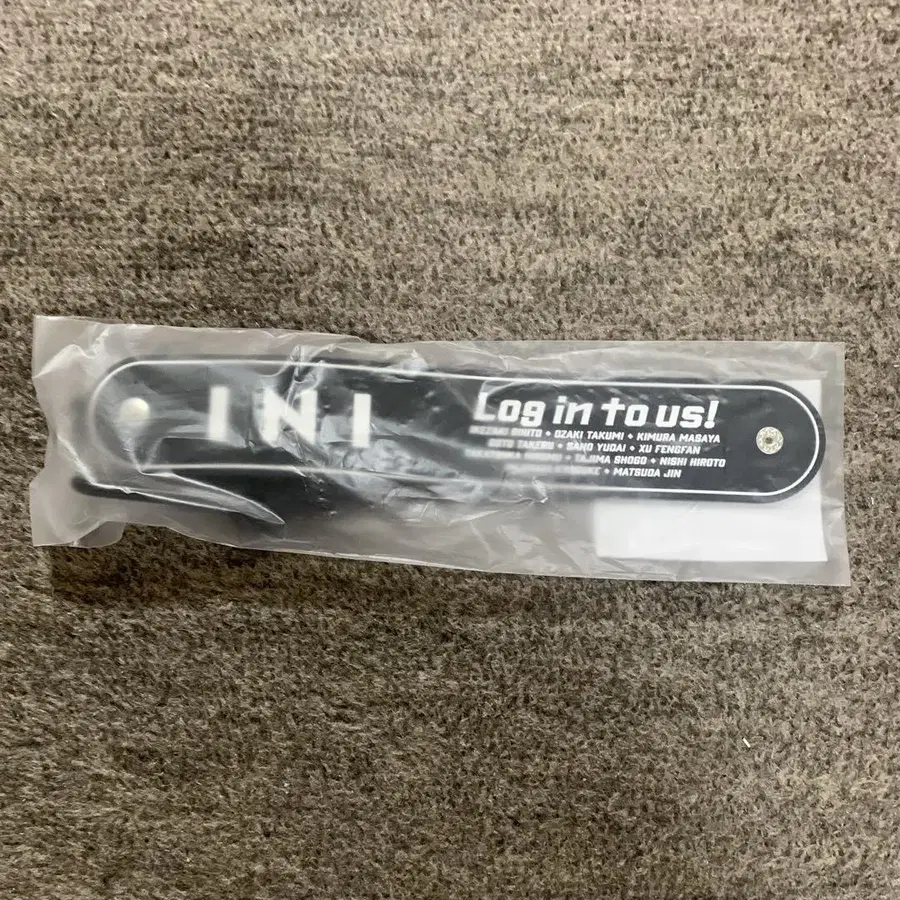 INI
Log in to us!
IKEZAKI RIHITO ◆ OZAKI TAKUMI ◆ KIMURA MASAYA
GOTO TAKERU ◆ SANO YUDAI ◆ XU FENGFAN
◆ TAJIMA SHOGO ◆ NISHI HIROTO
◆ MATSUDA JIN